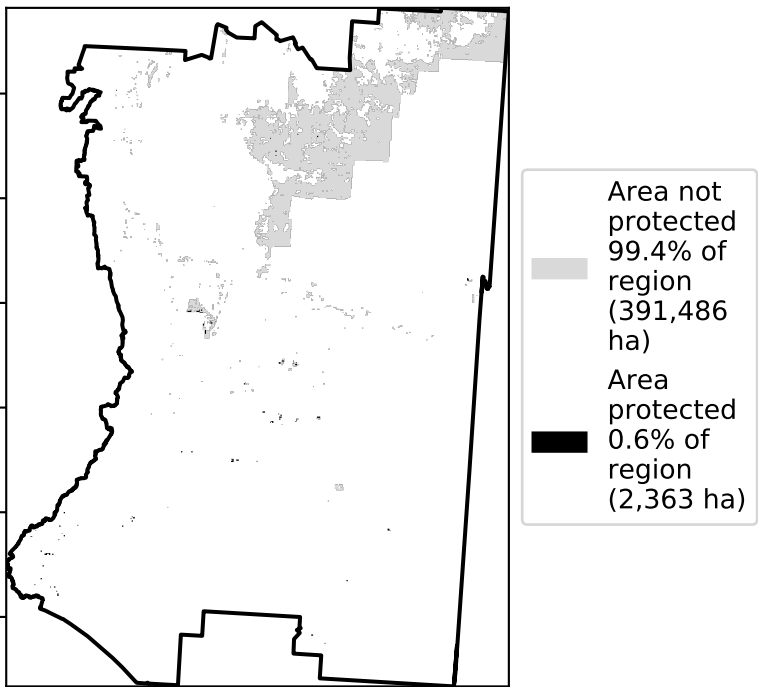 Area not
protected
99.4% of
region
(391,486
ha)
Area
protected
0.6% of
region
(2,363 ha)